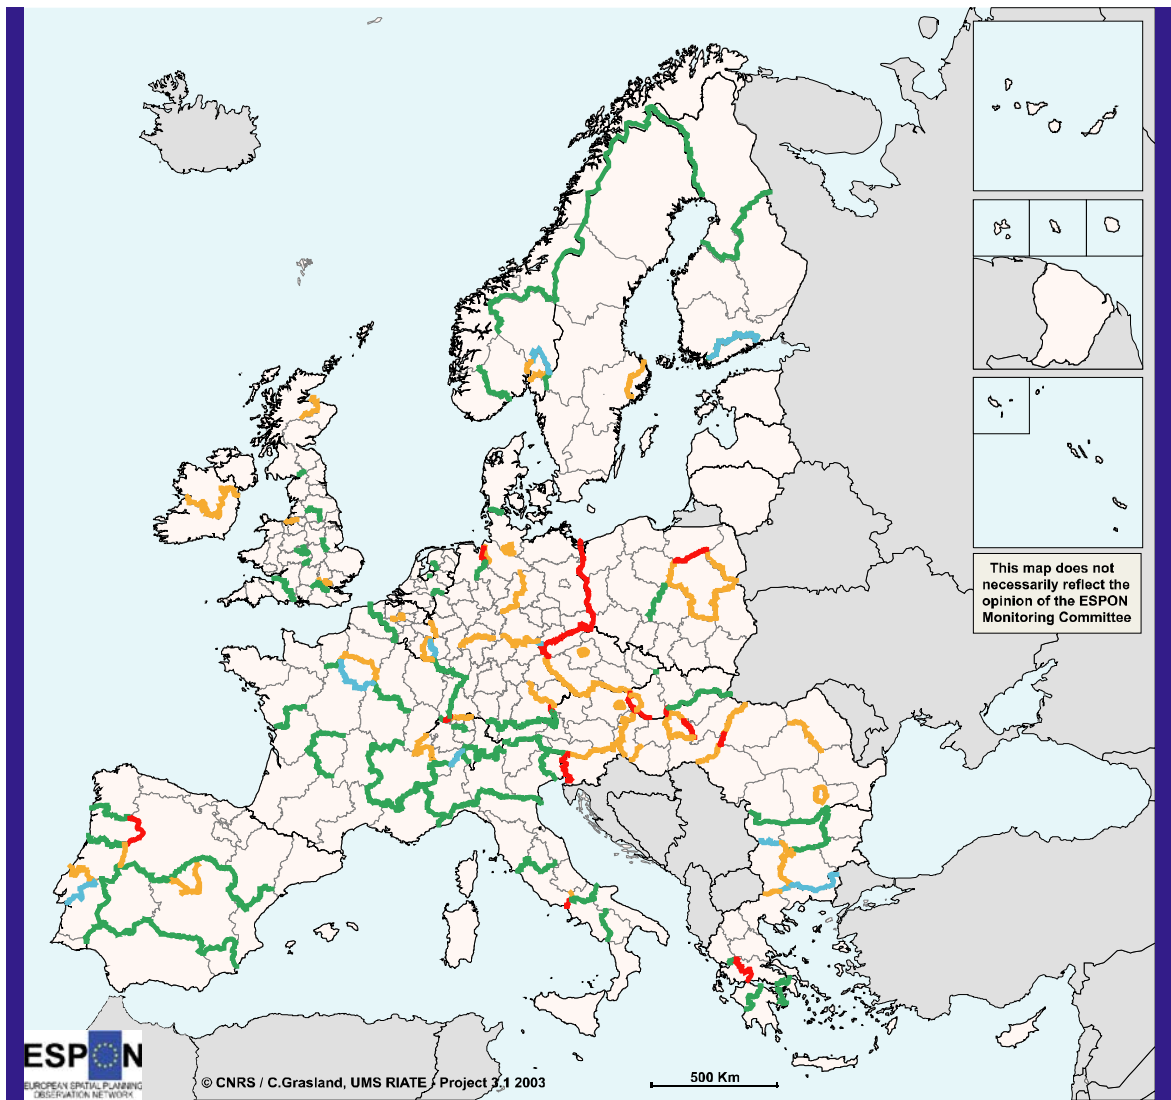 This map does not
necessarily reflect the
opinion of the ESPON
Monitoring Committee
ESPON
EUROPEAN SPATIAL PLANNING
OBSERVATION NETWORK
© CNRS / C.Grasland, UMS RIATE - Project 3.1 2003
500 Km